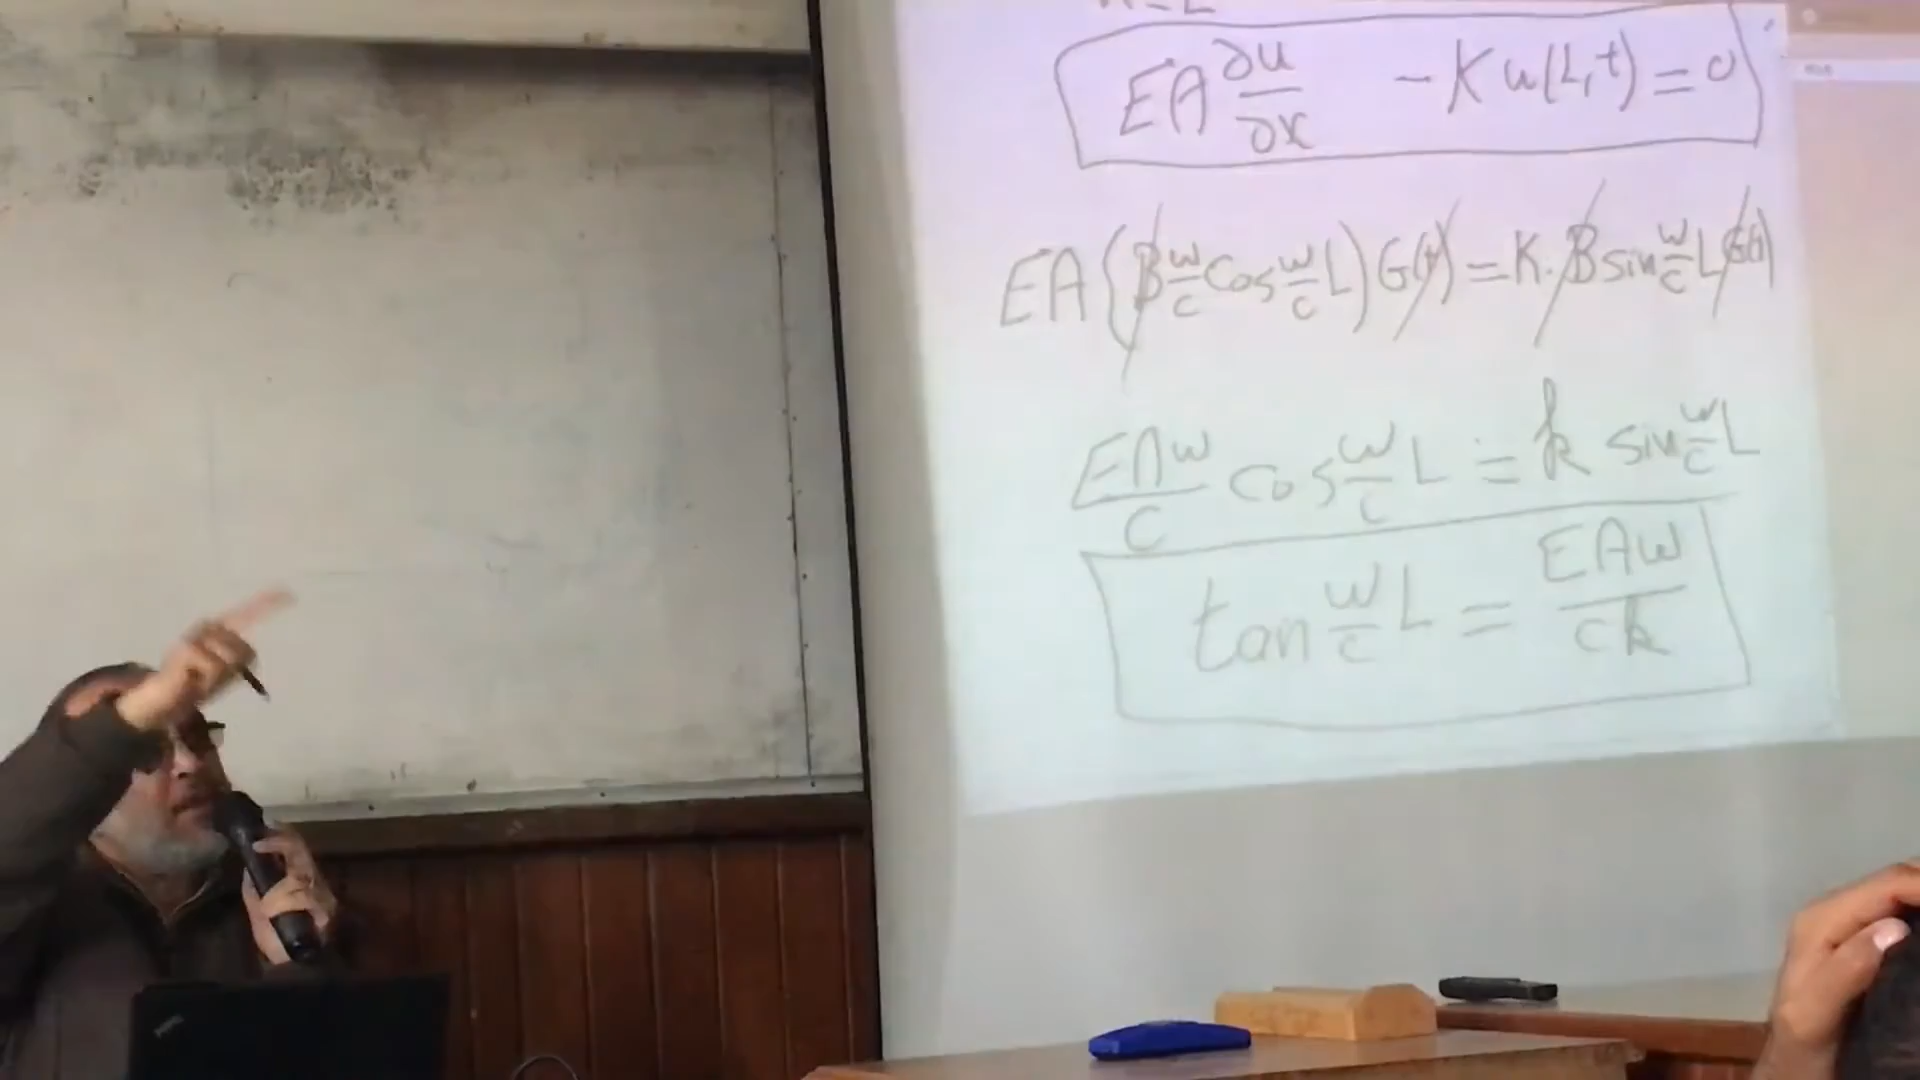 EA ∂u/∂x - K u(L,t) = 0
EA (B w/c cos w/c L) G(t) = K. B sin w/c L G(t)
EAw/c cos w/c L = k sin w/c L
tan w/c L = EAw/ck